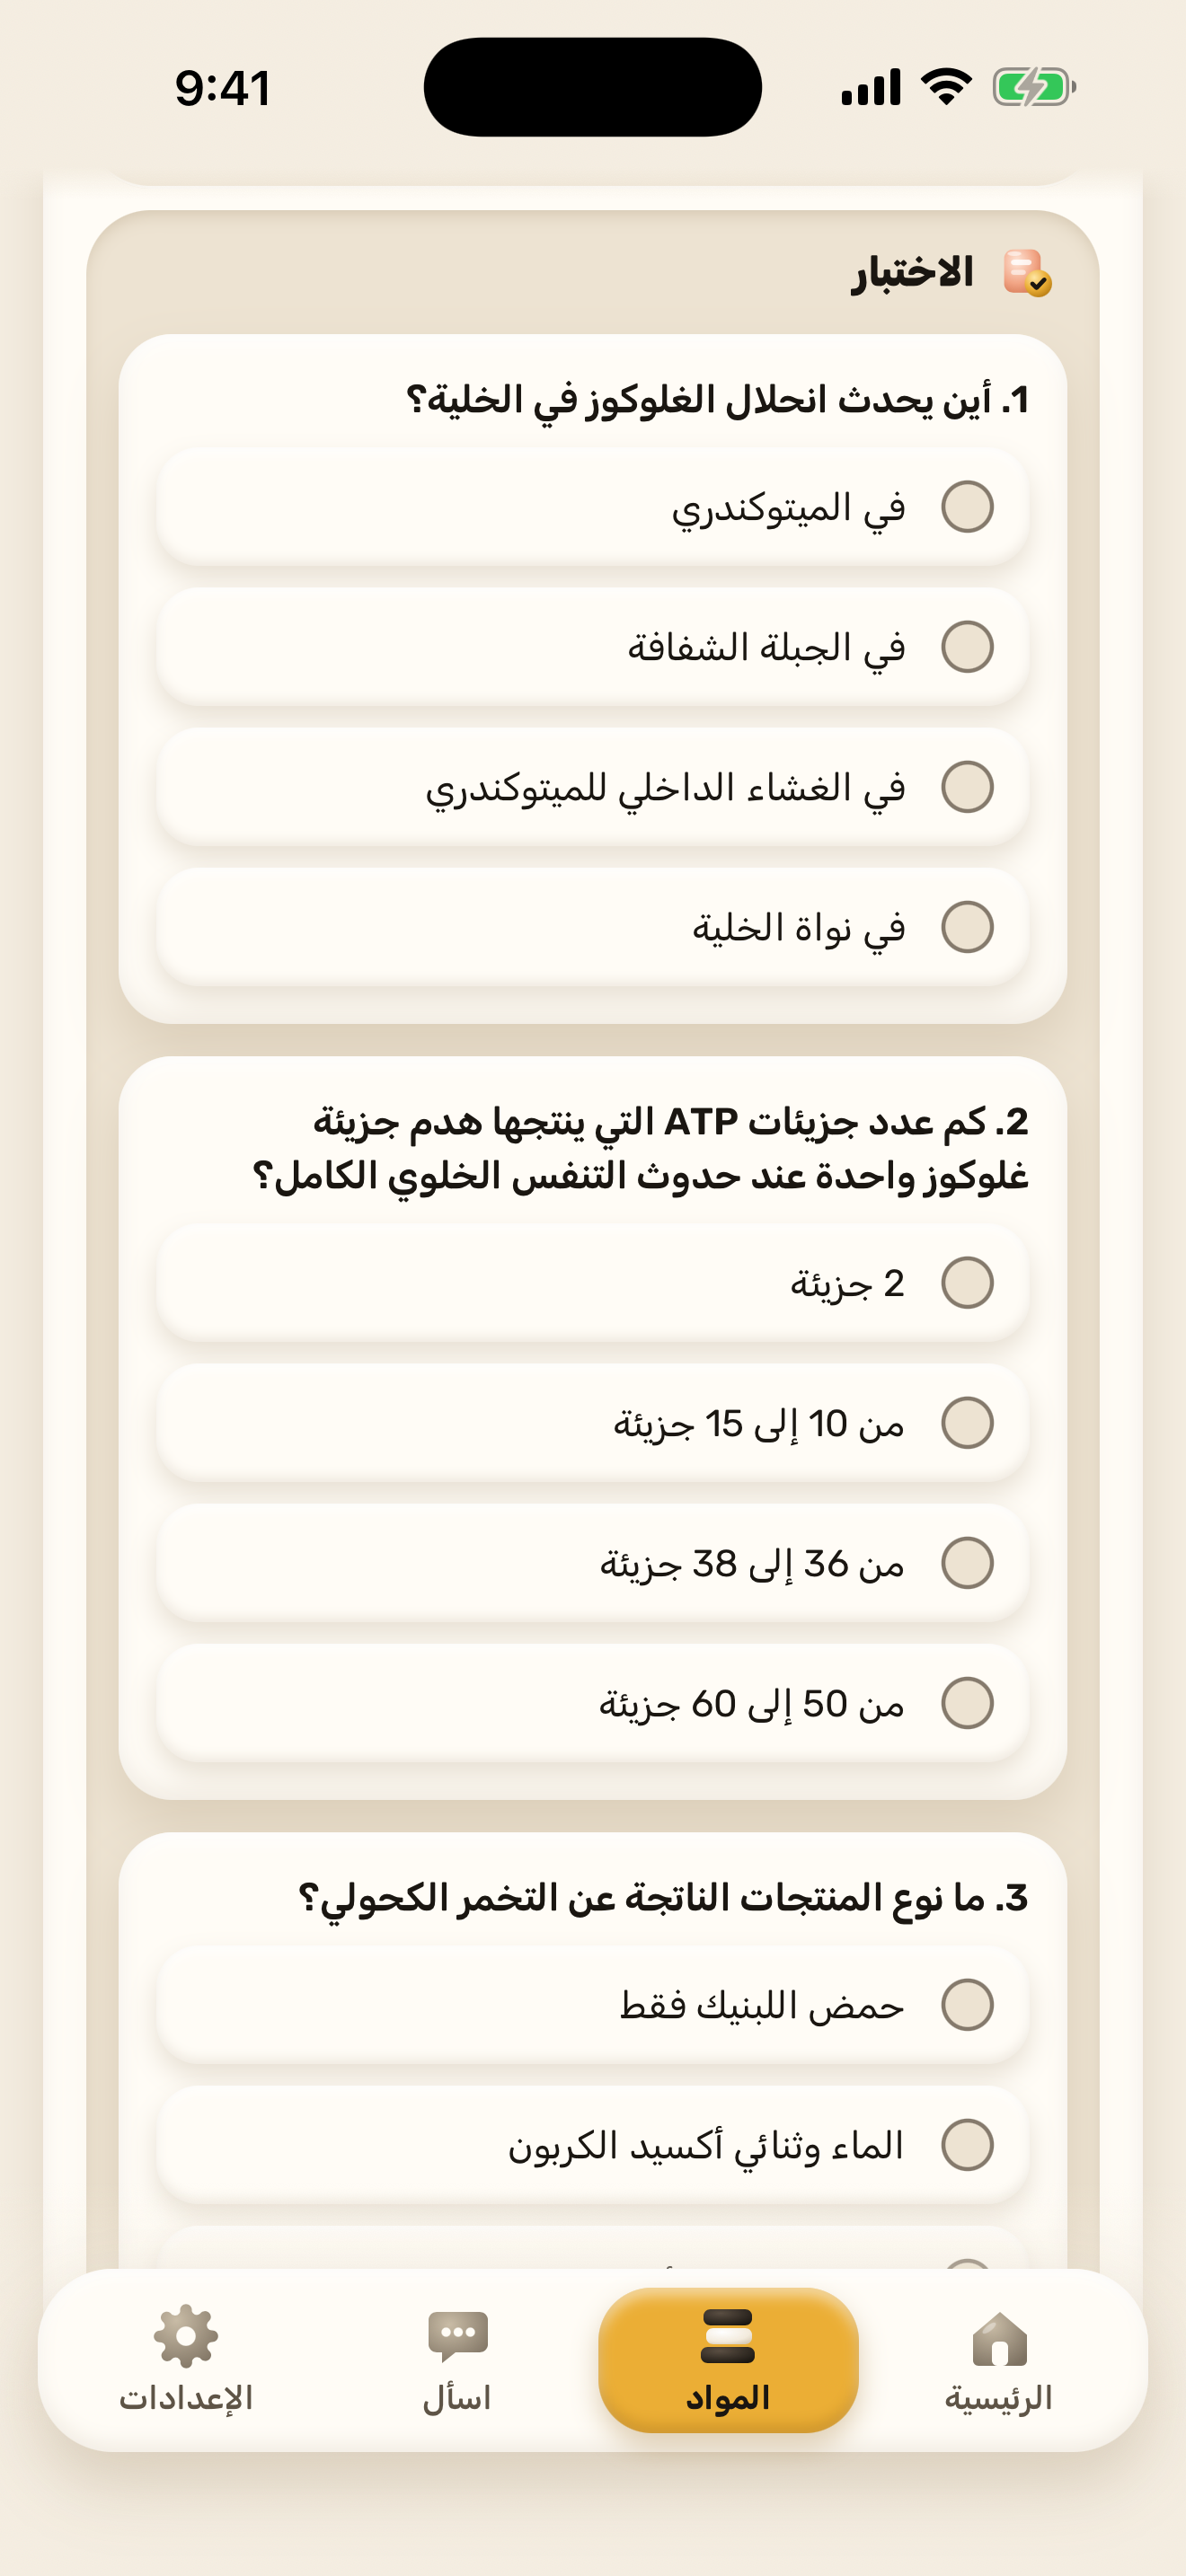 9:41
الاختبار
1. أين يحدث انحلال الغلوكوز في الخلية؟
في الميتوكندري
في الجبلة الشفافة
في الغشاء الداخلي للميتوكندري
في نواة الخلية
2. كم عدد جزيئات ATP التي ينتجها هدم جزيئة
غلوكوز واحدة عند حدوث التنفس الخلوي الكامل؟
2 جزيئة
من 10 إلى 15 جزيئة
من 36 إلى 38 جزيئة
من 50 إلى 60 جزيئة
3. ما نوع المنتجات الناتجة عن التخمر الكحولي؟
حمض اللبنيك فقط
الماء وثنائي أكسيد الكربون
الرئيسية
المواد
اسأل
الإعدادات